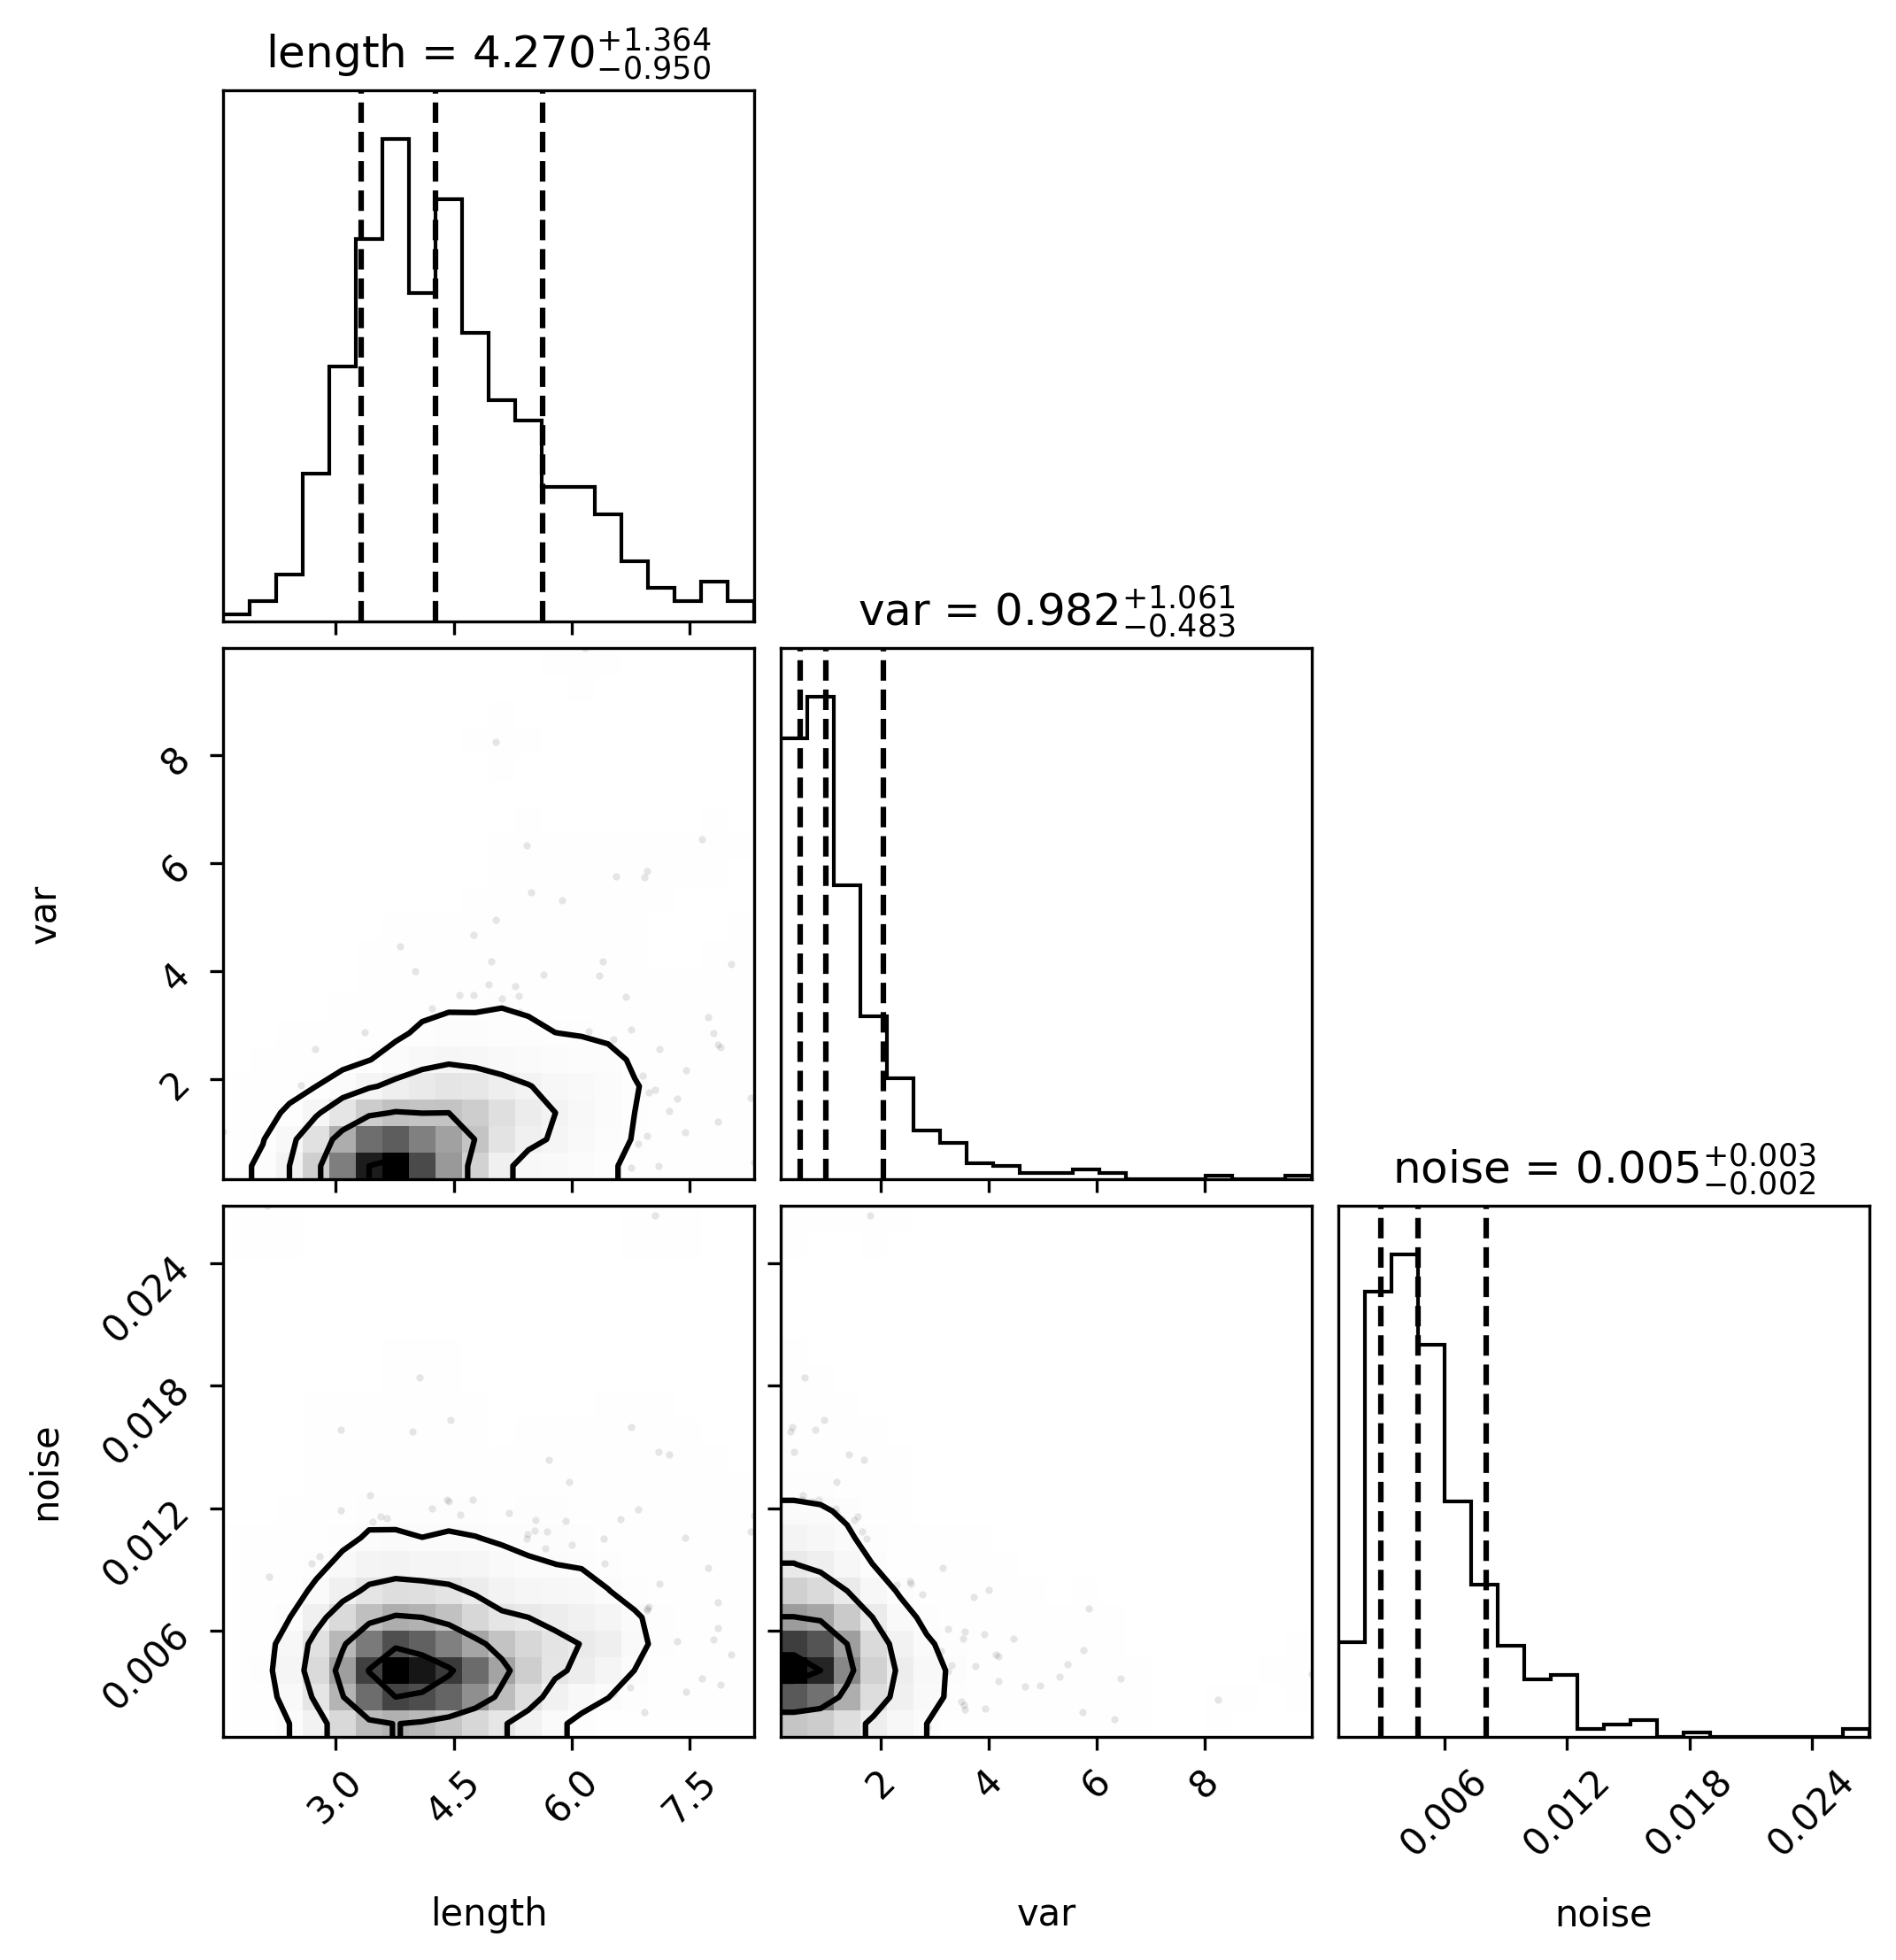 length = 4.270 +1.364 −0.950
var = 0.982 +1.061 −0.483
8
6
4
2
var
noise = 0.005 +0.003 −0.002
0.024
0.018
0.012
0.006
noise
3.0 4.5 6.0 7.5 2 4 6 8 0.006 0.012 0.018 0.024
length var noise